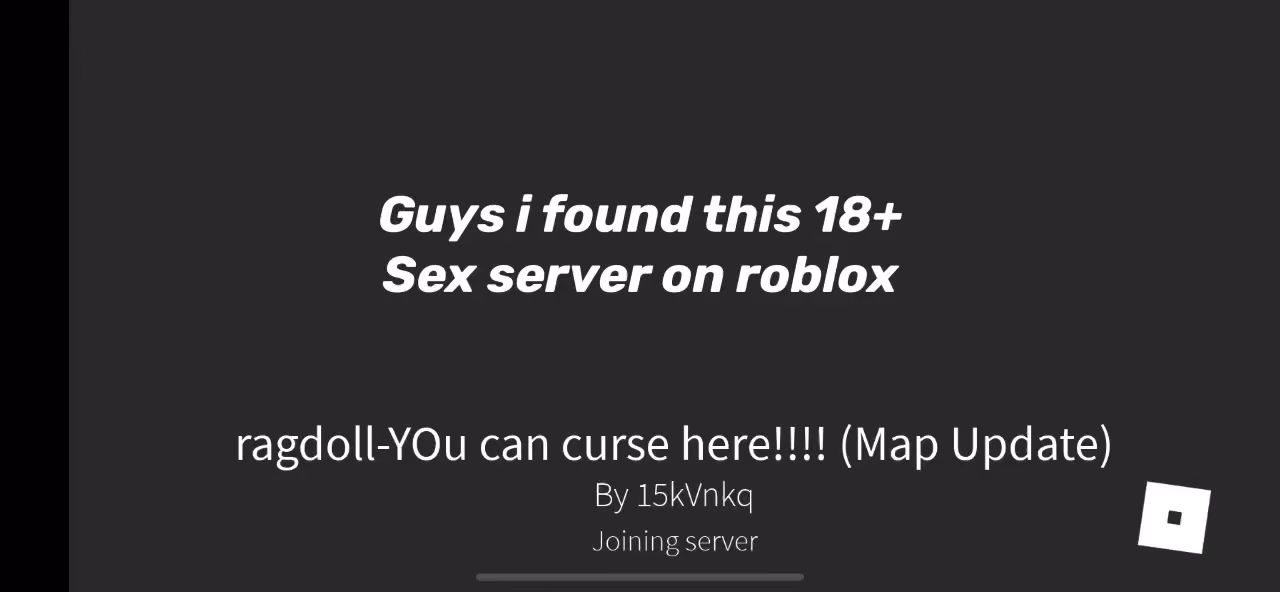 Guys i found this 18+
Sex server on roblox
ragdoll-YOu can curse here!!!! (Map Update)
By 15kVnkq
Joining server